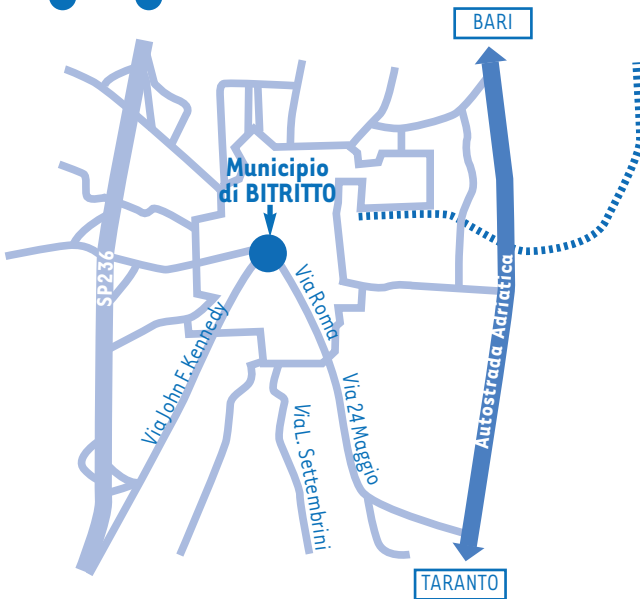 BARI
Municipio
di BITRITTO
SP236
Via Roma
Via John F. Kennedy
Autostrada Adriatica
Via 24 Maggio
Via L. Settembrini
TARANTO